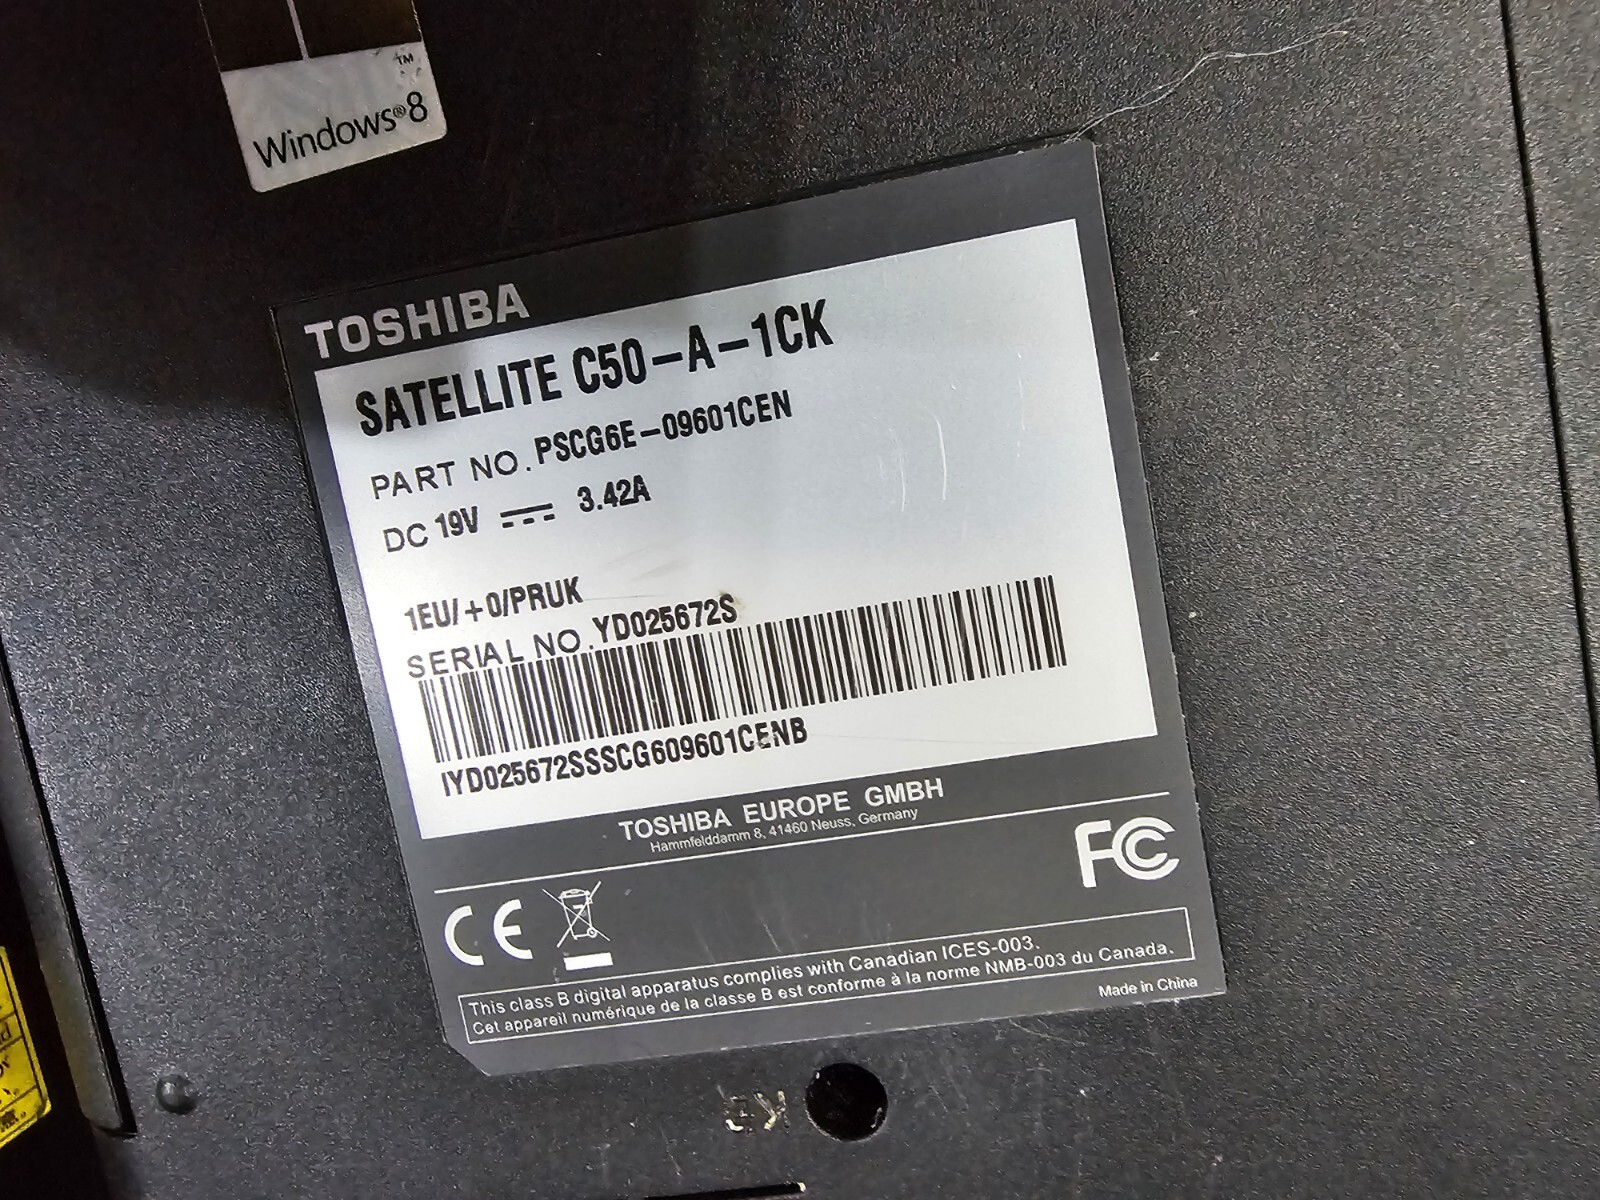 ™
Windows®8
TOSHIBA
SATELLITE C50-A-1CK
PART NO. PSCG6E-09601CEN
DC 19V 3.42A
1EU/+0/PRUK
SERIAL NO. YD025672S
IYD025672SSSCG609601CENB
TOSHIBA EUROPE GMBH
Hammfelddamm 8, 41460 Neuss, Germany
CE
FC
This class B digital apparatus complies with Canadian ICES-003.
Cet appareil numérique de la classe B est conforme à la norme NMB-003 du Canada.
Made in China